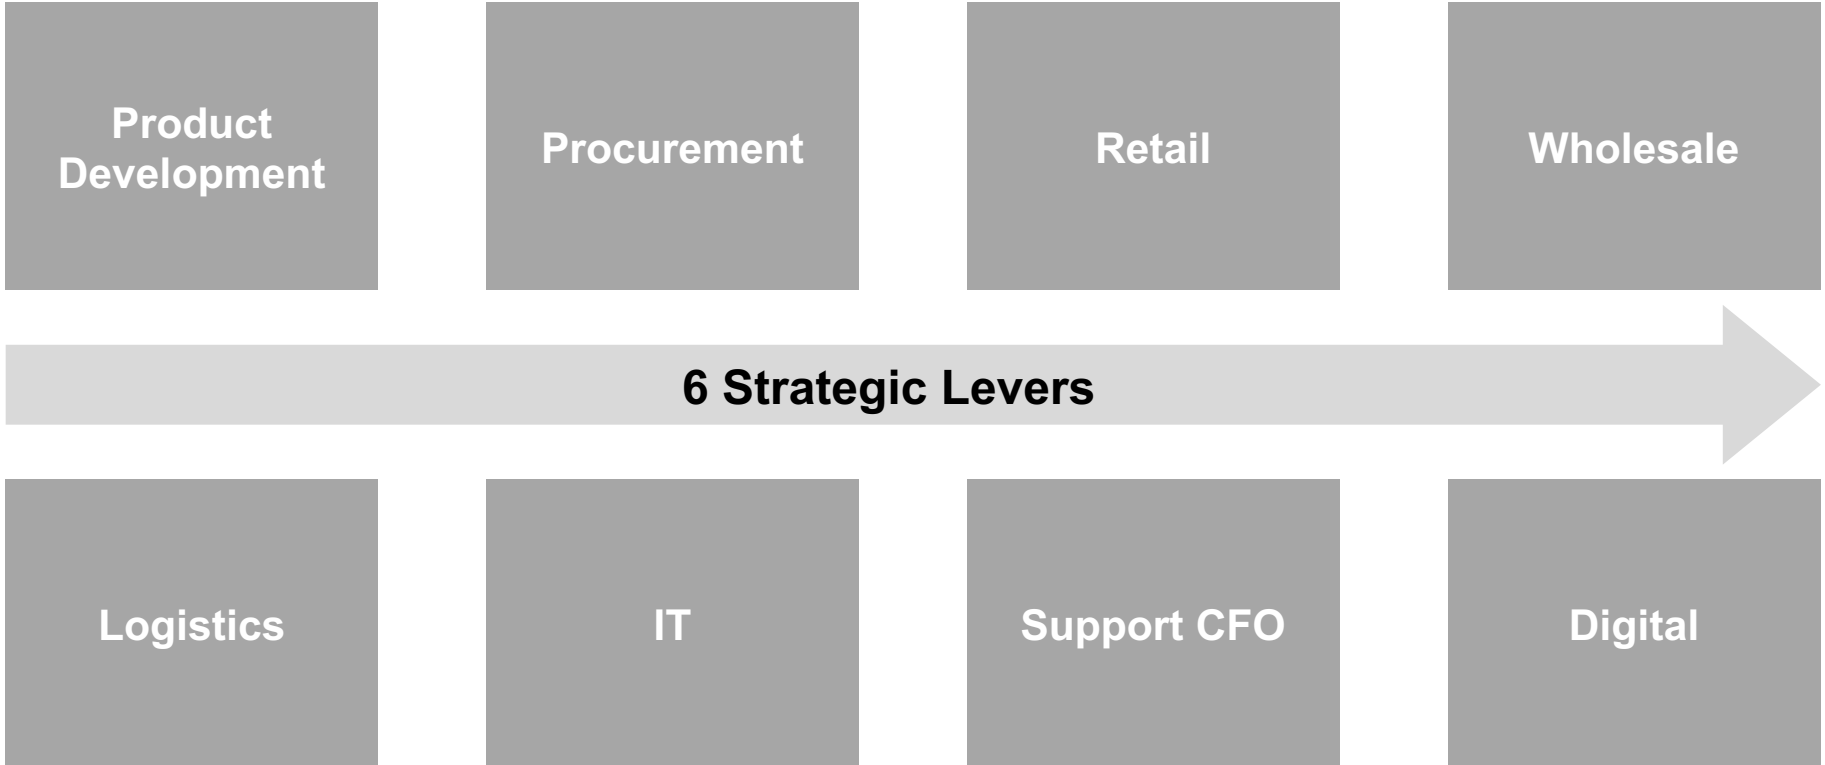 Product
Development
Procurement
Retail
Wholesale
6 Strategic Levers
Logistics
IT
Support CFO
Digital